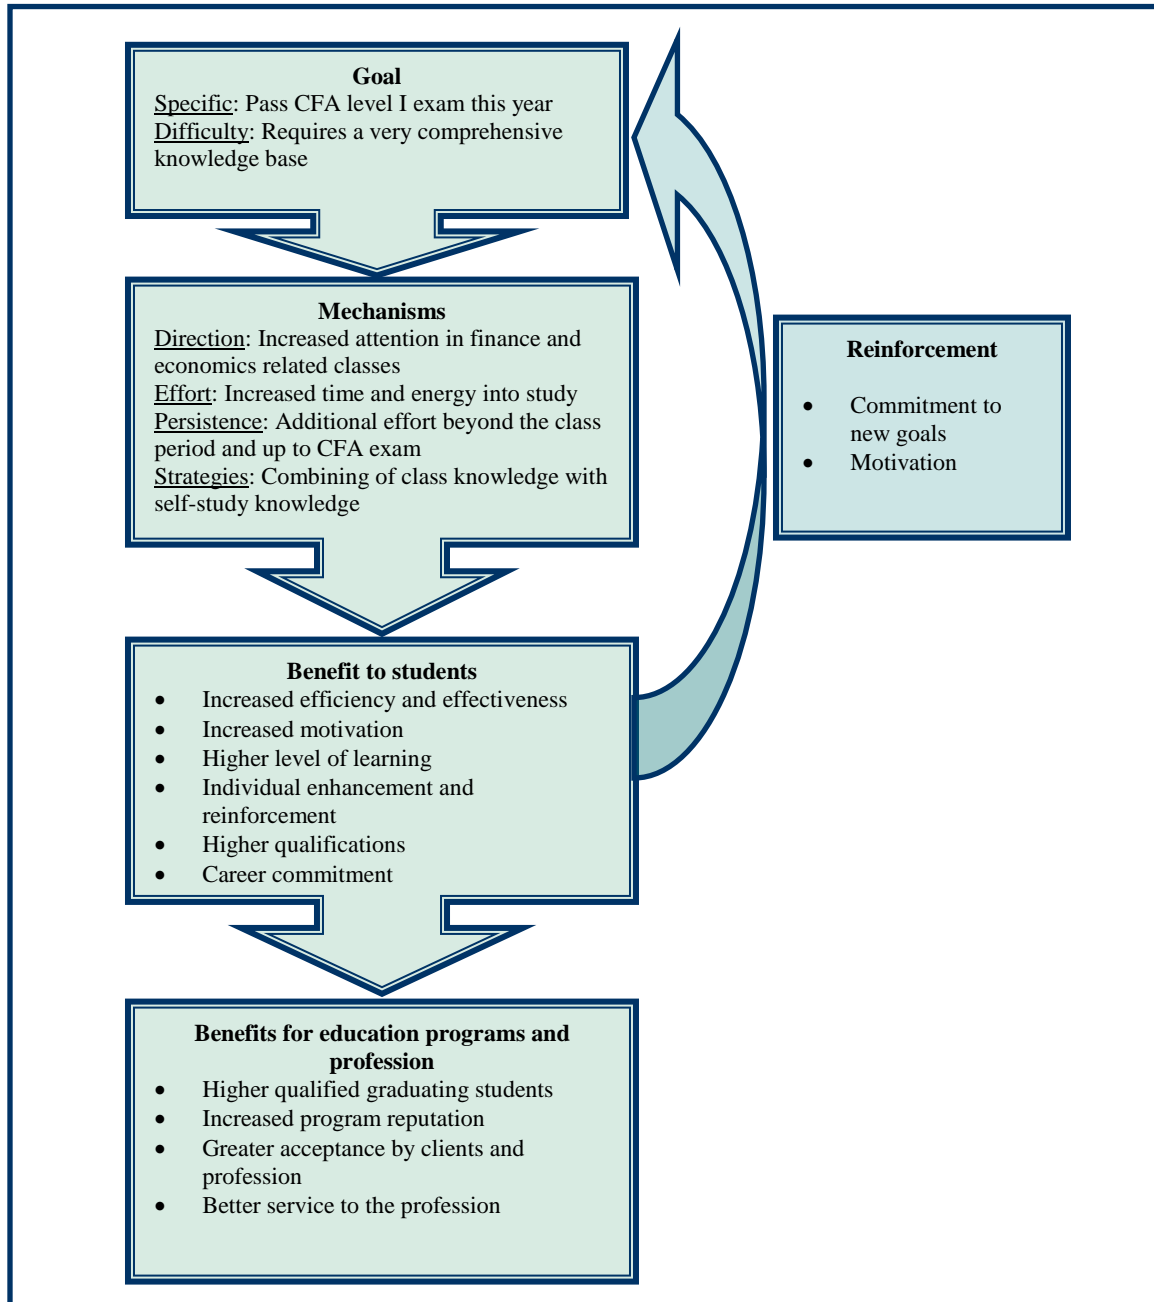 Goal
Specific: Pass CFA level I exam this year
Difficulty: Requires a very comprehensive
knowledge base
Mechanisms
Direction: Increased attention in finance and
economics related classes
Effort: Increased time and energy into study
Persistence: Additional effort beyond the class
period and up to CFA exam
Strategies: Combining of class knowledge with
self-study knowledge
Reinforcement
• Commitment to
new goals
• Motivation
Benefit to students
• Increased efficiency and effectiveness
• Increased motivation
• Higher level of learning
• Individual enhancement and
reinforcement
• Higher qualifications
• Career commitment
Benefits for education programs and
profession
• Higher qualified graduating students
• Increased program reputation
• Greater acceptance by clients and
profession
• Better service to the profession